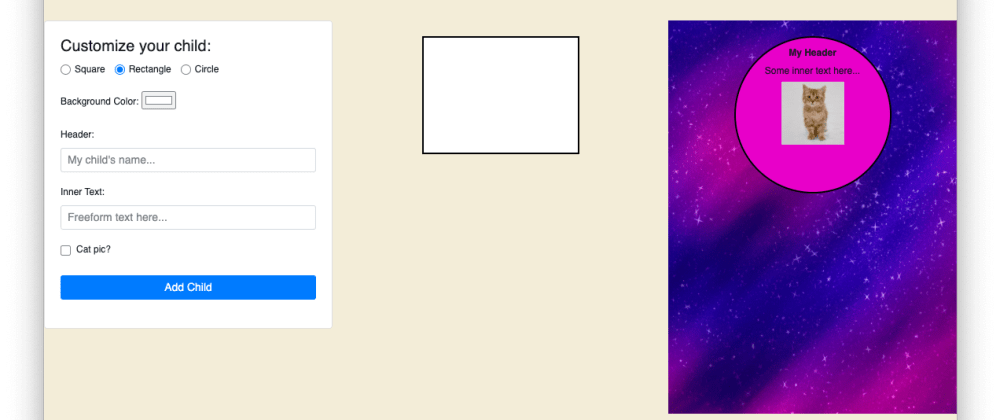 Customize your child:
Square Rectangle Circle
Background Color:
Header:
My child's name...
Inner Text:
Freeform text here...
Cat pic?
Add Child
My Header
Some inner text here...